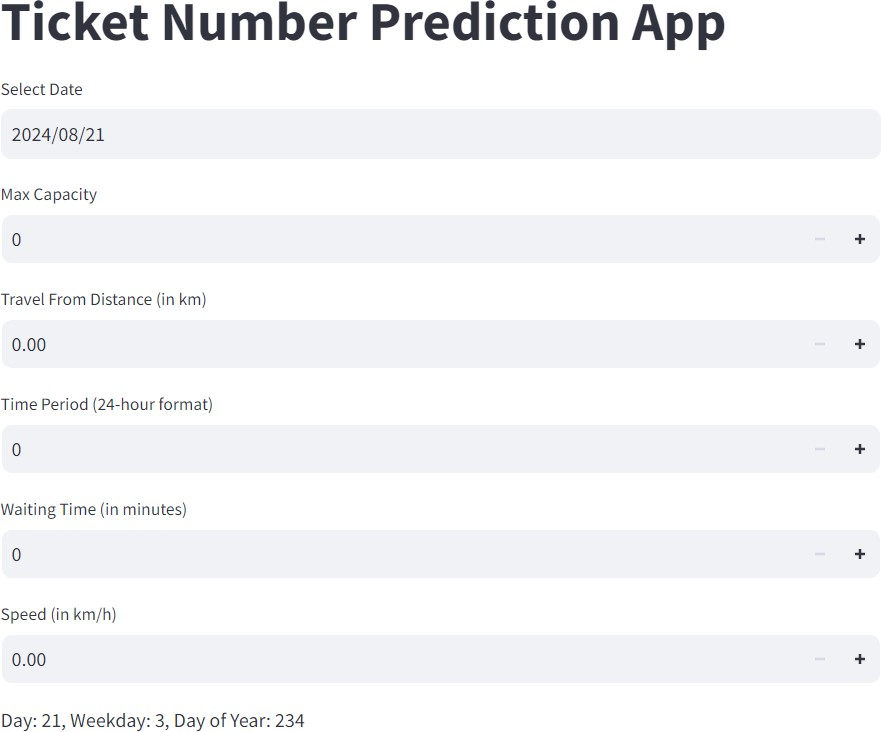 Ticket Number Prediction App
Select Date
2024/08/21
Max Capacity
0
Travel From Distance (in km)
0.00
Time Period (24-hour format)
0
Waiting Time (in minutes)
0
Speed (in km/h)
0.00
Day: 21, Weekday: 3, Day of Year: 234